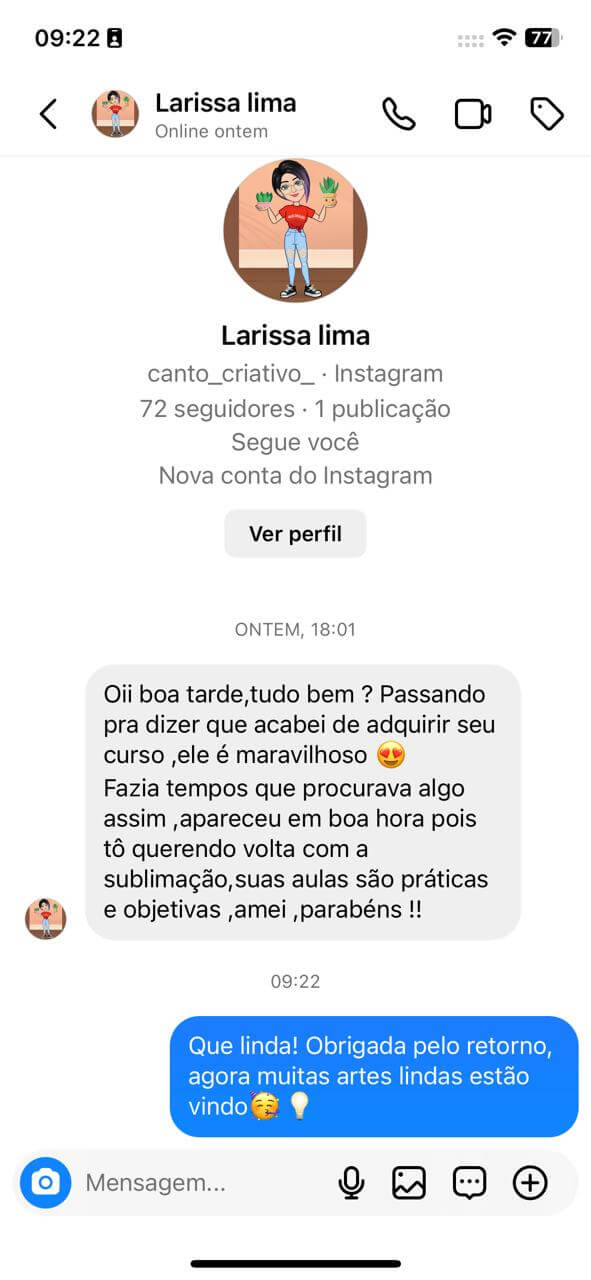 09:22
77
Larissa lima
Online ontem
Larissa lima
canto_criativo_ · Instagram
72 seguidores · 1 publicação
Segue você
Nova conta do Instagram
Ver perfil
ONTEM, 18:01
Oii boa tarde,tudo bem ? Passando
pra dizer que acabei de adquirir seu
curso ,ele é maravilhoso 😍
Fazia tempos que procurava algo
assim ,apareceu em boa hora pois
tô querendo volta com a
sublimação,suas aulas são práticas
e objetivas ,amei ,parabéns !!
09:22
Que linda! Obrigada pelo retorno,
agora muitas artes lindas estão
vindo🥳💡
Mensagem...